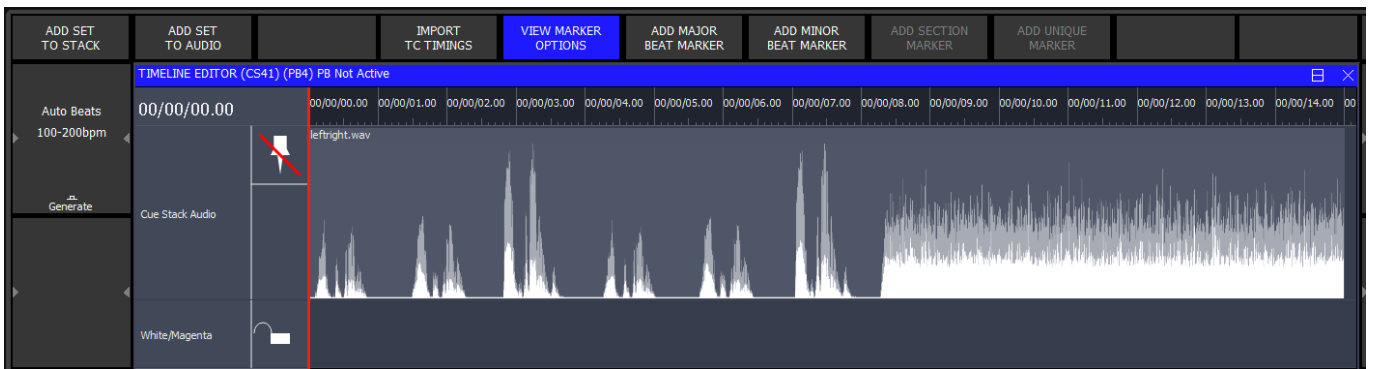 ADD SET
TO STACK
ADD SET
TO AUDIO
IMPORT
TC TIMINGS
VIEW MARKER
OPTIONS
ADD MAJOR
BEAT MARKER
ADD MINOR
BEAT MARKER
ADD SECTION
MARKER
ADD UNIQUE
MARKER
TIMELINE EDITOR (CS41) (PB4) PB Not Active
Auto Beats
100-200bpm
Generate
00/00/00.00
00/00/00.00 00/00/01.00 00/00/02.00 00/00/03.00 00/00/04.00 00/00/05.00 00/00/06.00 00/00/07.00 00/00/08.00 00/00/09.00 00/00/10.00 00/00/11.00 00/00/12.00 00/00/13.00 00/00/14.00 00
leftright.wav
Cue Stack Audio
White/Magenta